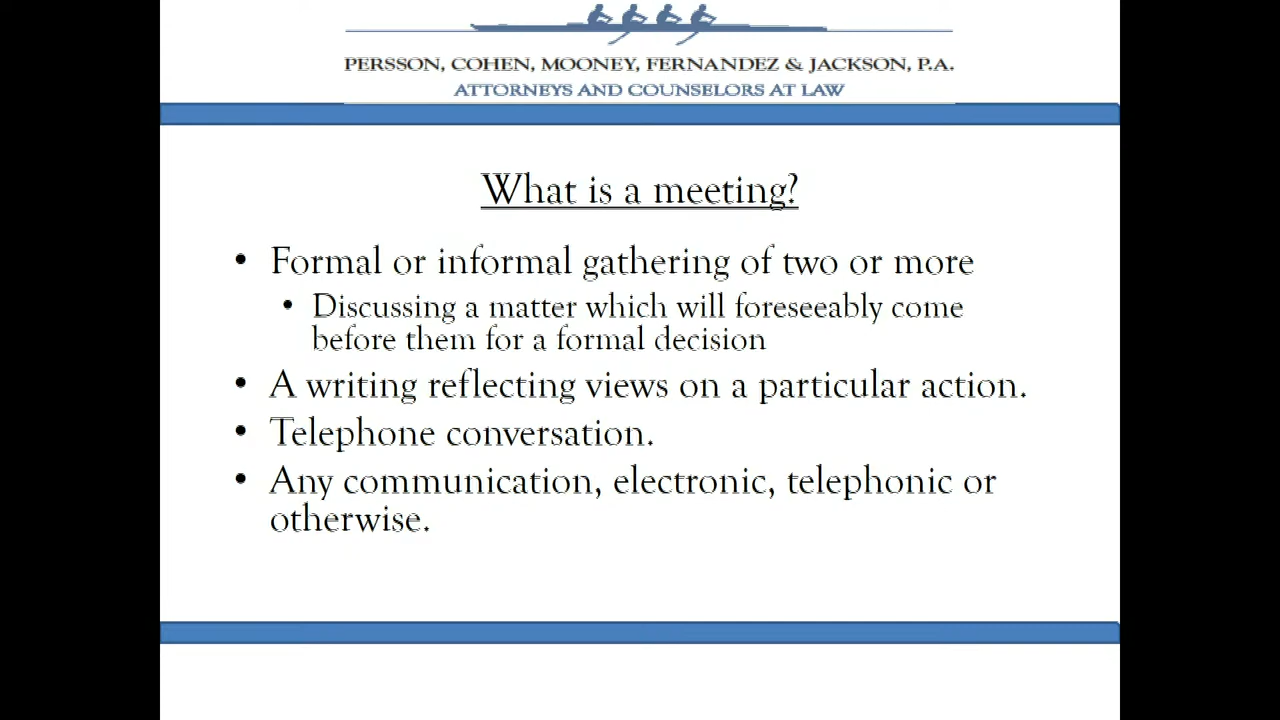 PERSSON, COHEN, MOONEY, FERNANDEZ & JACKSON, P.A.
ATTORNEYS AND COUNSELORS AT LAW
What is a meeting?
• Formal or informal gathering of two or more
• Discussing a matter which will foreseeably come
before them for a formal decision
• A writing reflecting views on a particular action.
• Telephone conversation.
• Any communication, electronic, telephonic or
otherwise.